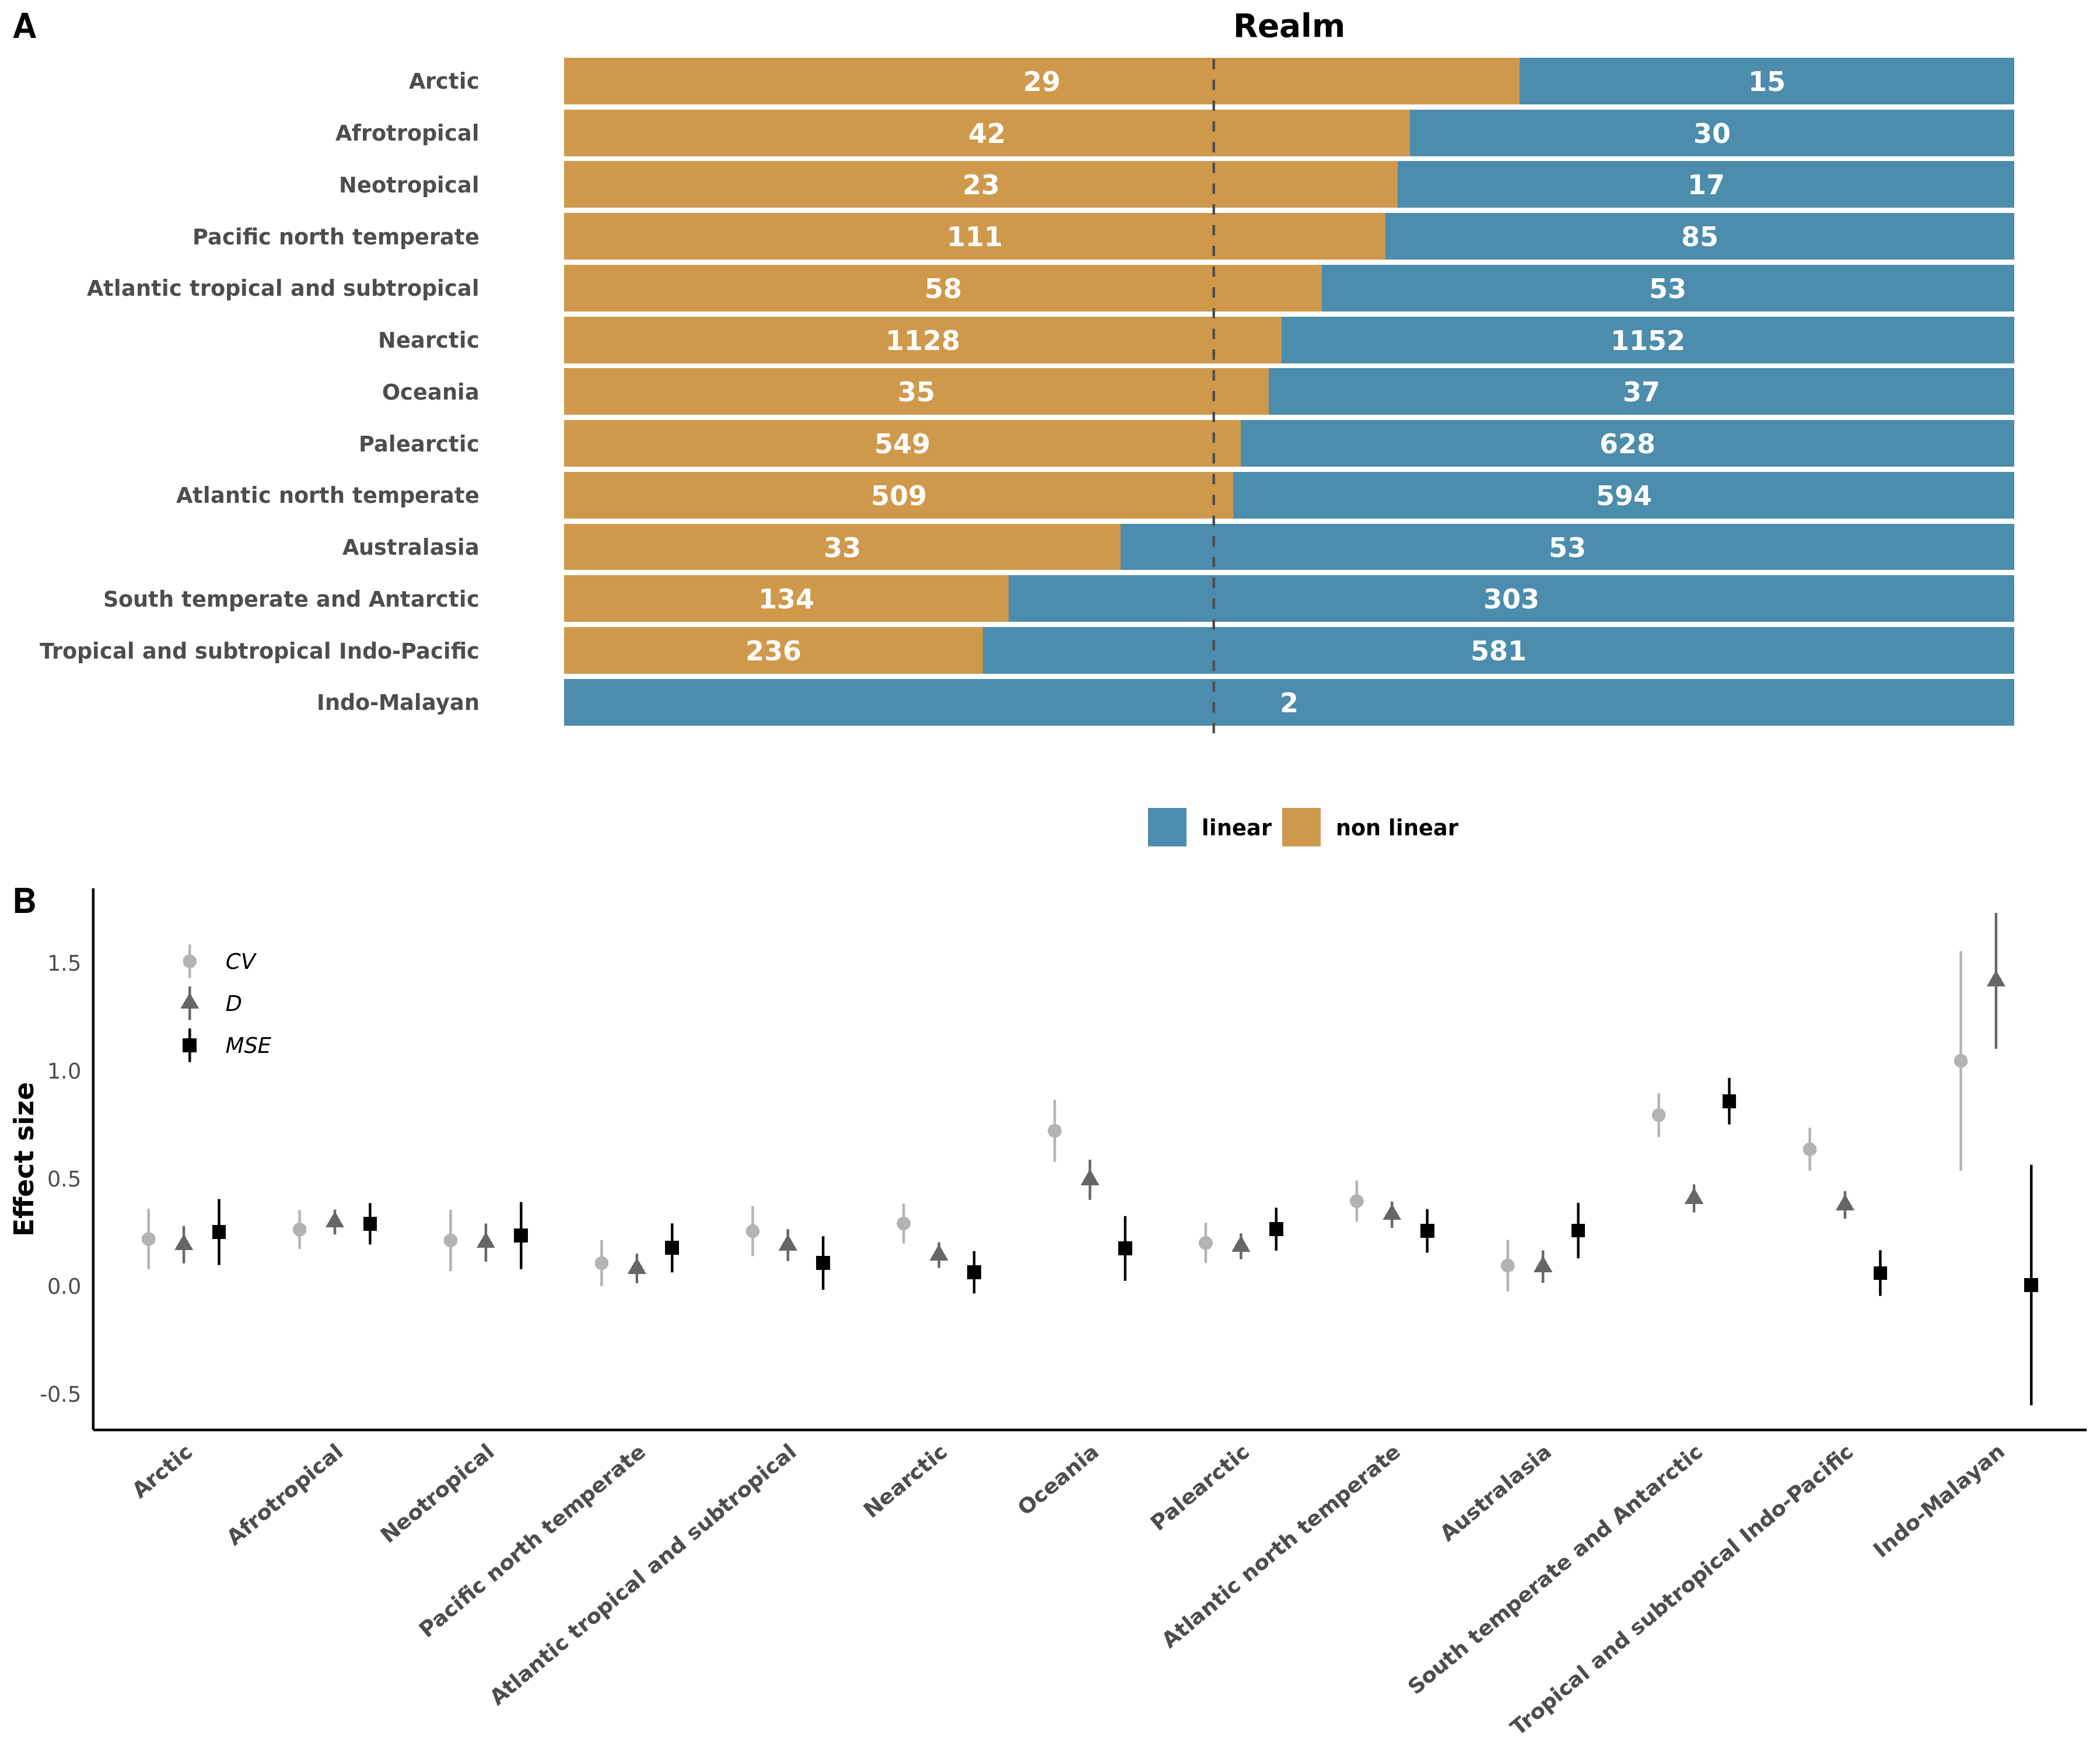 A
Realm
Arctic 29 15
Afrotropical 42 30
Neotropical 23 17
Pacific north temperate 111 85
Atlantic tropical and subtropical 58 53
Nearctic 1128 1152
Oceania 35 37
Palearctic 549 628
Atlantic north temperate 509 594
Australasia 33 53
South temperate and Antarctic 134 303
Tropical and subtropical Indo-Pacific 236 581
Indo-Malayan 2
linear non linear
B
Effect size
1.5
1.0
0.5
0.0
-0.5
CV
D
MSE
Arctic
Afrotropical
Neotropical
Pacific north temperate
Atlantic tropical and subtropical
Nearctic
Oceania
Palearctic
Atlantic north temperate
Australasia
South temperate and Antarctic
Tropical and subtropical Indo-Pacific
Indo-Malayan